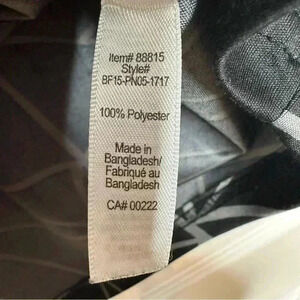 Item# 88815
Style#
BF15-PN05-1717
100% Polyester
Made in
Bangladesh/
Fabriqué au
Bangladesh
CA# 00222